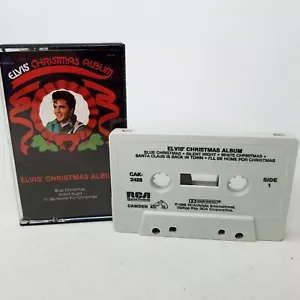 ELVIS' CHRISTMAS ALBUM
ELVIS' CHRISTMAS ALBUM
Blue Christmas
Silent Night
I'll Be Home For Christmas
ELVIS' CHRISTMAS ALBUM
BLUE CHRISTMAS • SILENT NIGHT • WHITE CHRISTMAS •
SANTA CLAUS IS BACK IN TOWN • I'LL BE HOME FOR CHRISTMAS
CAK-
2428
SIDE
1
RCA
CAMDEN